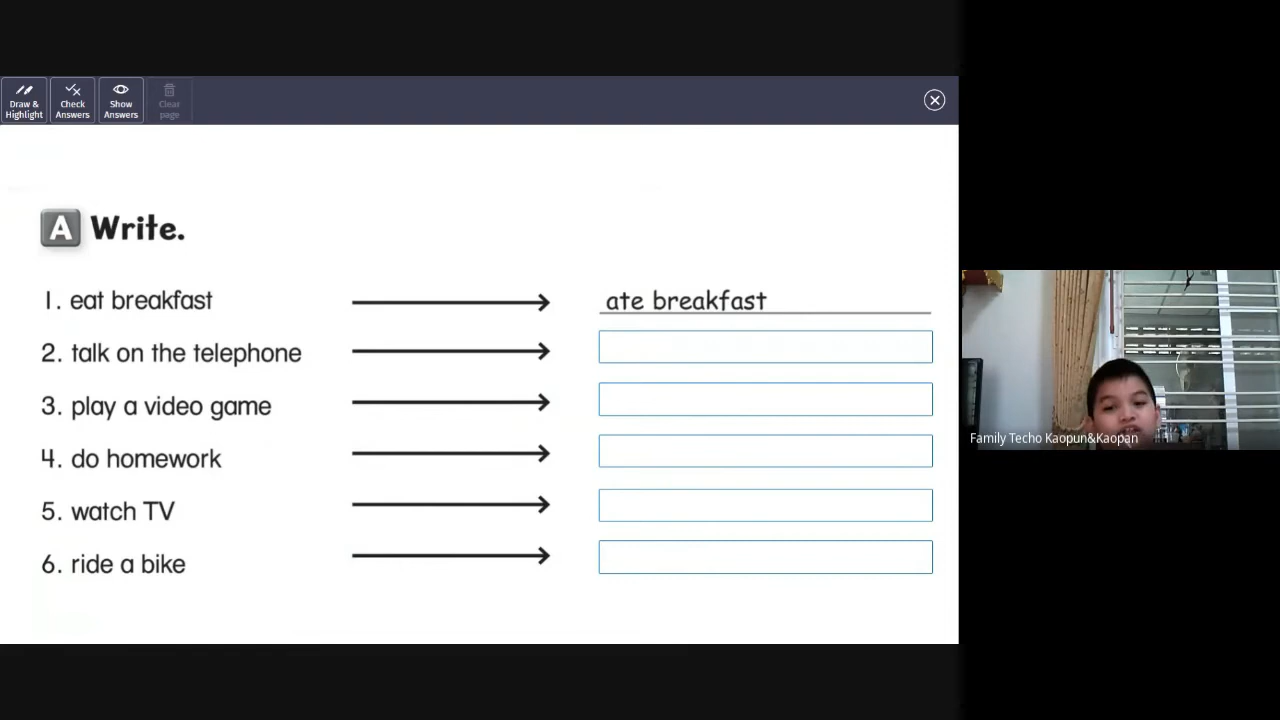 Draw &
Highlight
Check
Answers
Show
Answers
Clear
page
A Write.
1. eat breakfast
ate breakfast
2. talk on the telephone
3. play a video game
4. do homework
5. watch TV
6. ride a bike
Family Techo Kaopun&Kaopan